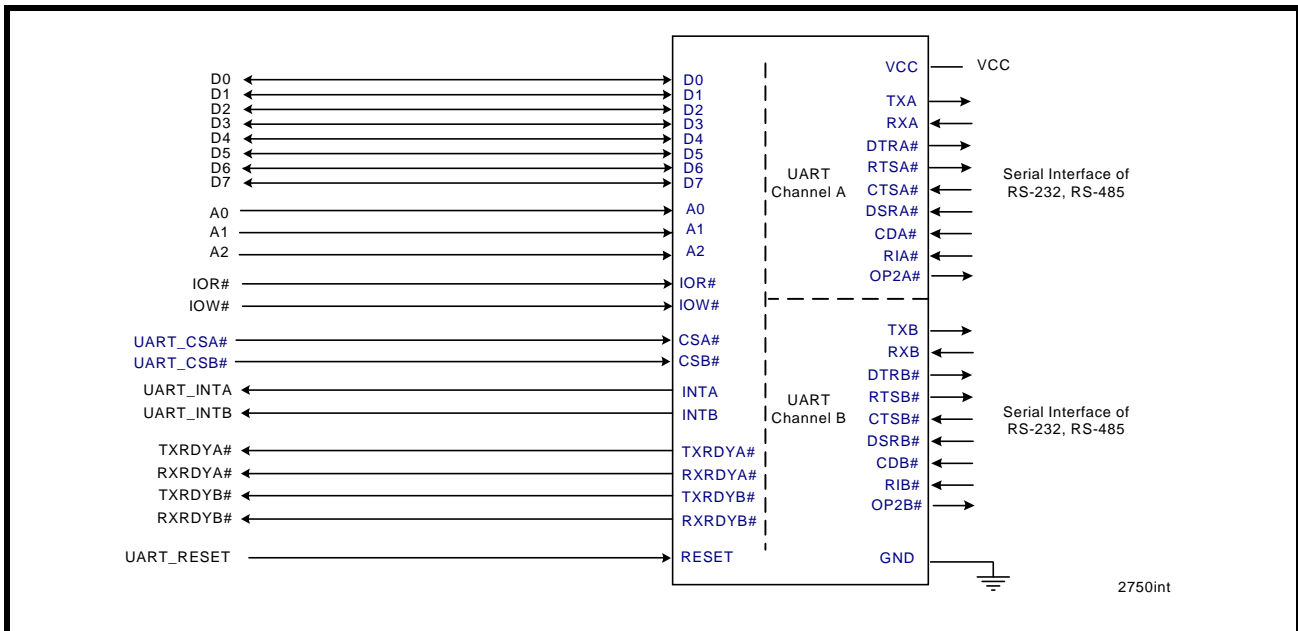 D0
D1
D2
D3
D4
D5
D6
D7
A0
A1
A2
IOR#
IOW#
UART_CSA#
UART_CSB#
UART_INTA
UART_INTB
TXRDYA#
RXRDYA#
TXRDYB#
RXRDYB#
UART_RESET
D0
D1
D2
D3
D4
D5
D6
D7
A0
A1
A2
IOR#
IOW#
CSA#
CSB#
INTA
INTB
TXRDYA#
RXRDYA#
TXRDYB#
RXRDYB#
RESET
UART
Channel A
UART
Channel B
VCC
TXA
RXA
DTRA#
RTSA#
CTSA#
DSRA#
CDA#
RIA#
OP2A#
TXB
RXB
DTRB#
RTSB#
CTSB#
DSRB#
CDB#
RIB#
OP2B#
GND
VCC
Serial Interface of
RS-232, RS-485
Serial Interface of
RS-232, RS-485
2750int